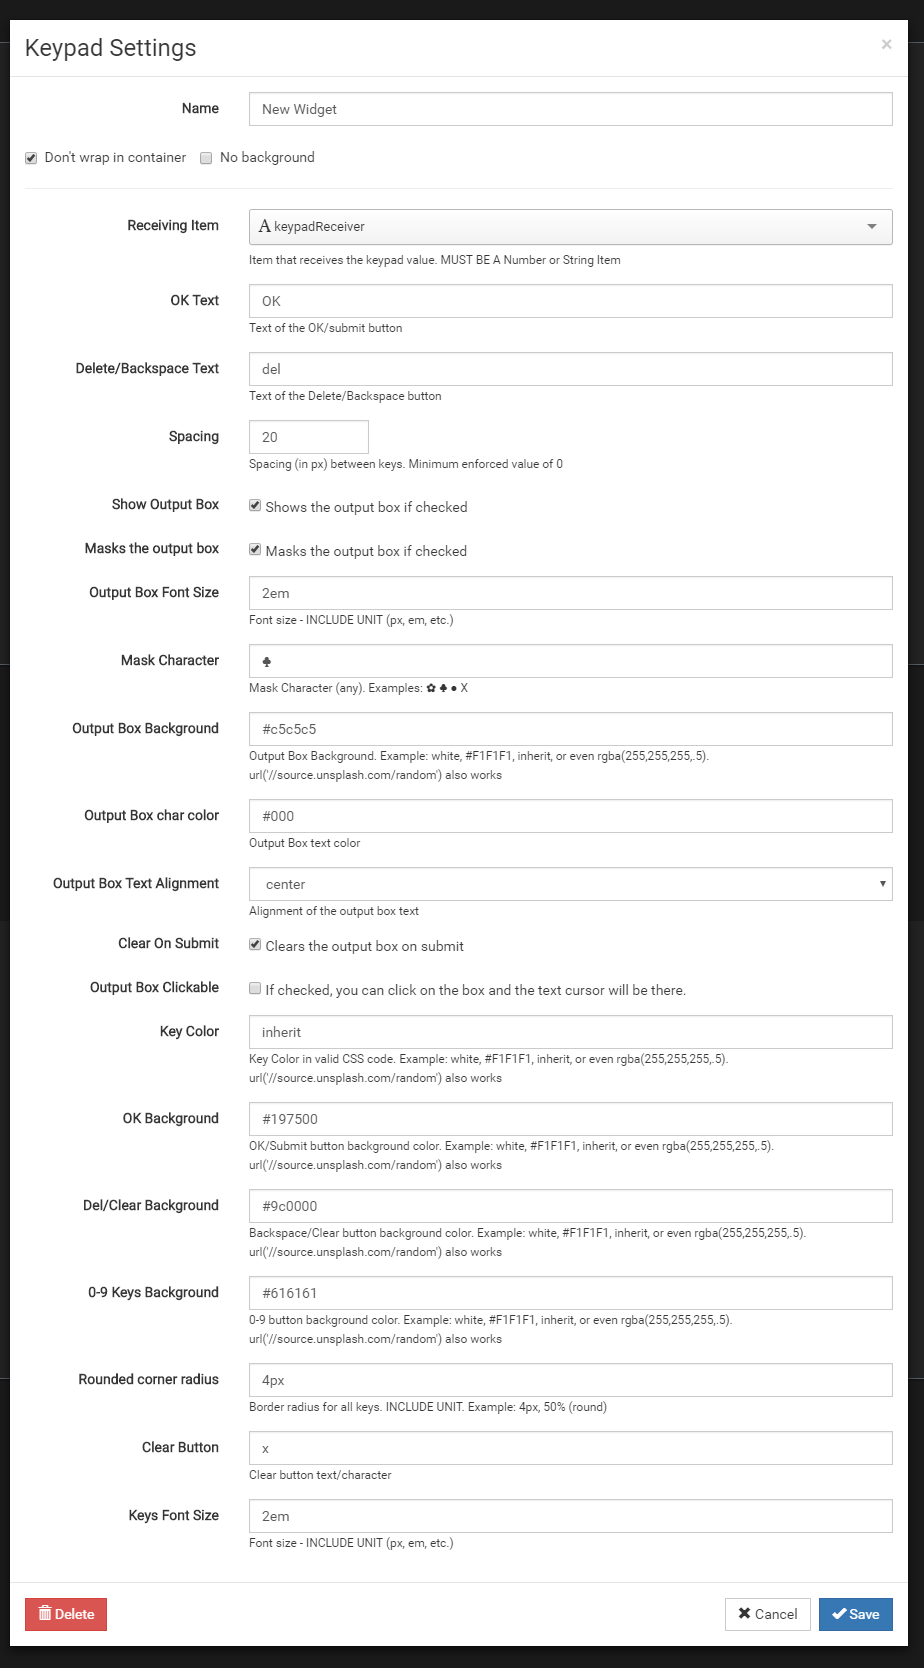 Keypad Settings ×
Name New Widget
Don't wrap in container No background
Receiving Item A keypadReceiver
Item that receives the keypad value. MUST BE A Number or String Item
OK Text OK
Text of the OK/submit button
Delete/Backspace Text del
Text of the Delete/Backspace button
Spacing 20
Spacing (in px) between keys. Minimum enforced value of 0
Show Output Box Shows the output box if checked
Masks the output box Masks the output box if checked
Output Box Font Size 2em
Font size - INCLUDE UNIT (px, em, etc.)
Mask Character ♣
Mask Character (any). Examples: ✿ ♣ ● X
Output Box Background #c5c5c5
Output Box Background. Example: white, #F1F1F1, inherit, or even rgba(255,255,255,.5).
url('//source.unsplash.com/random') also works
Output Box char color #000
Output Box text color
Output Box Text Alignment center
Alignment of the output box text
Clear On Submit Clears the output box on submit
Output Box Clickable If checked, you can click on the box and the text cursor will be there.
Key Color inherit
Key Color in valid CSS code. Example: white, #F1F1F1, inherit, or even rgba(255,255,255,.5).
url('//source.unsplash.com/random') also works
OK Background #197500
OK/Submit button background color. Example: white, #F1F1F1, inherit, or even rgba(255,255,255,.5).
url('//source.unsplash.com/random') also works
Del/Clear Background #9c0000
Backspace/Clear button background color. Example: white, #F1F1F1, inherit, or even rgba(255,255,255,.5).
url('//source.unsplash.com/random') also works
0-9 Keys Background #616161
0-9 button background color. Example: white, #F1F1F1, inherit, or even rgba(255,255,255,.5).
url('//source.unsplash.com/random') also works
Rounded corner radius 4px
Border radius for all keys. INCLUDE UNIT. Example: 4px, 50% (round)
Clear Button x
Clear button text/character
Keys Font Size 2em
Font size - INCLUDE UNIT (px, em, etc.)
Delete Cancel Save